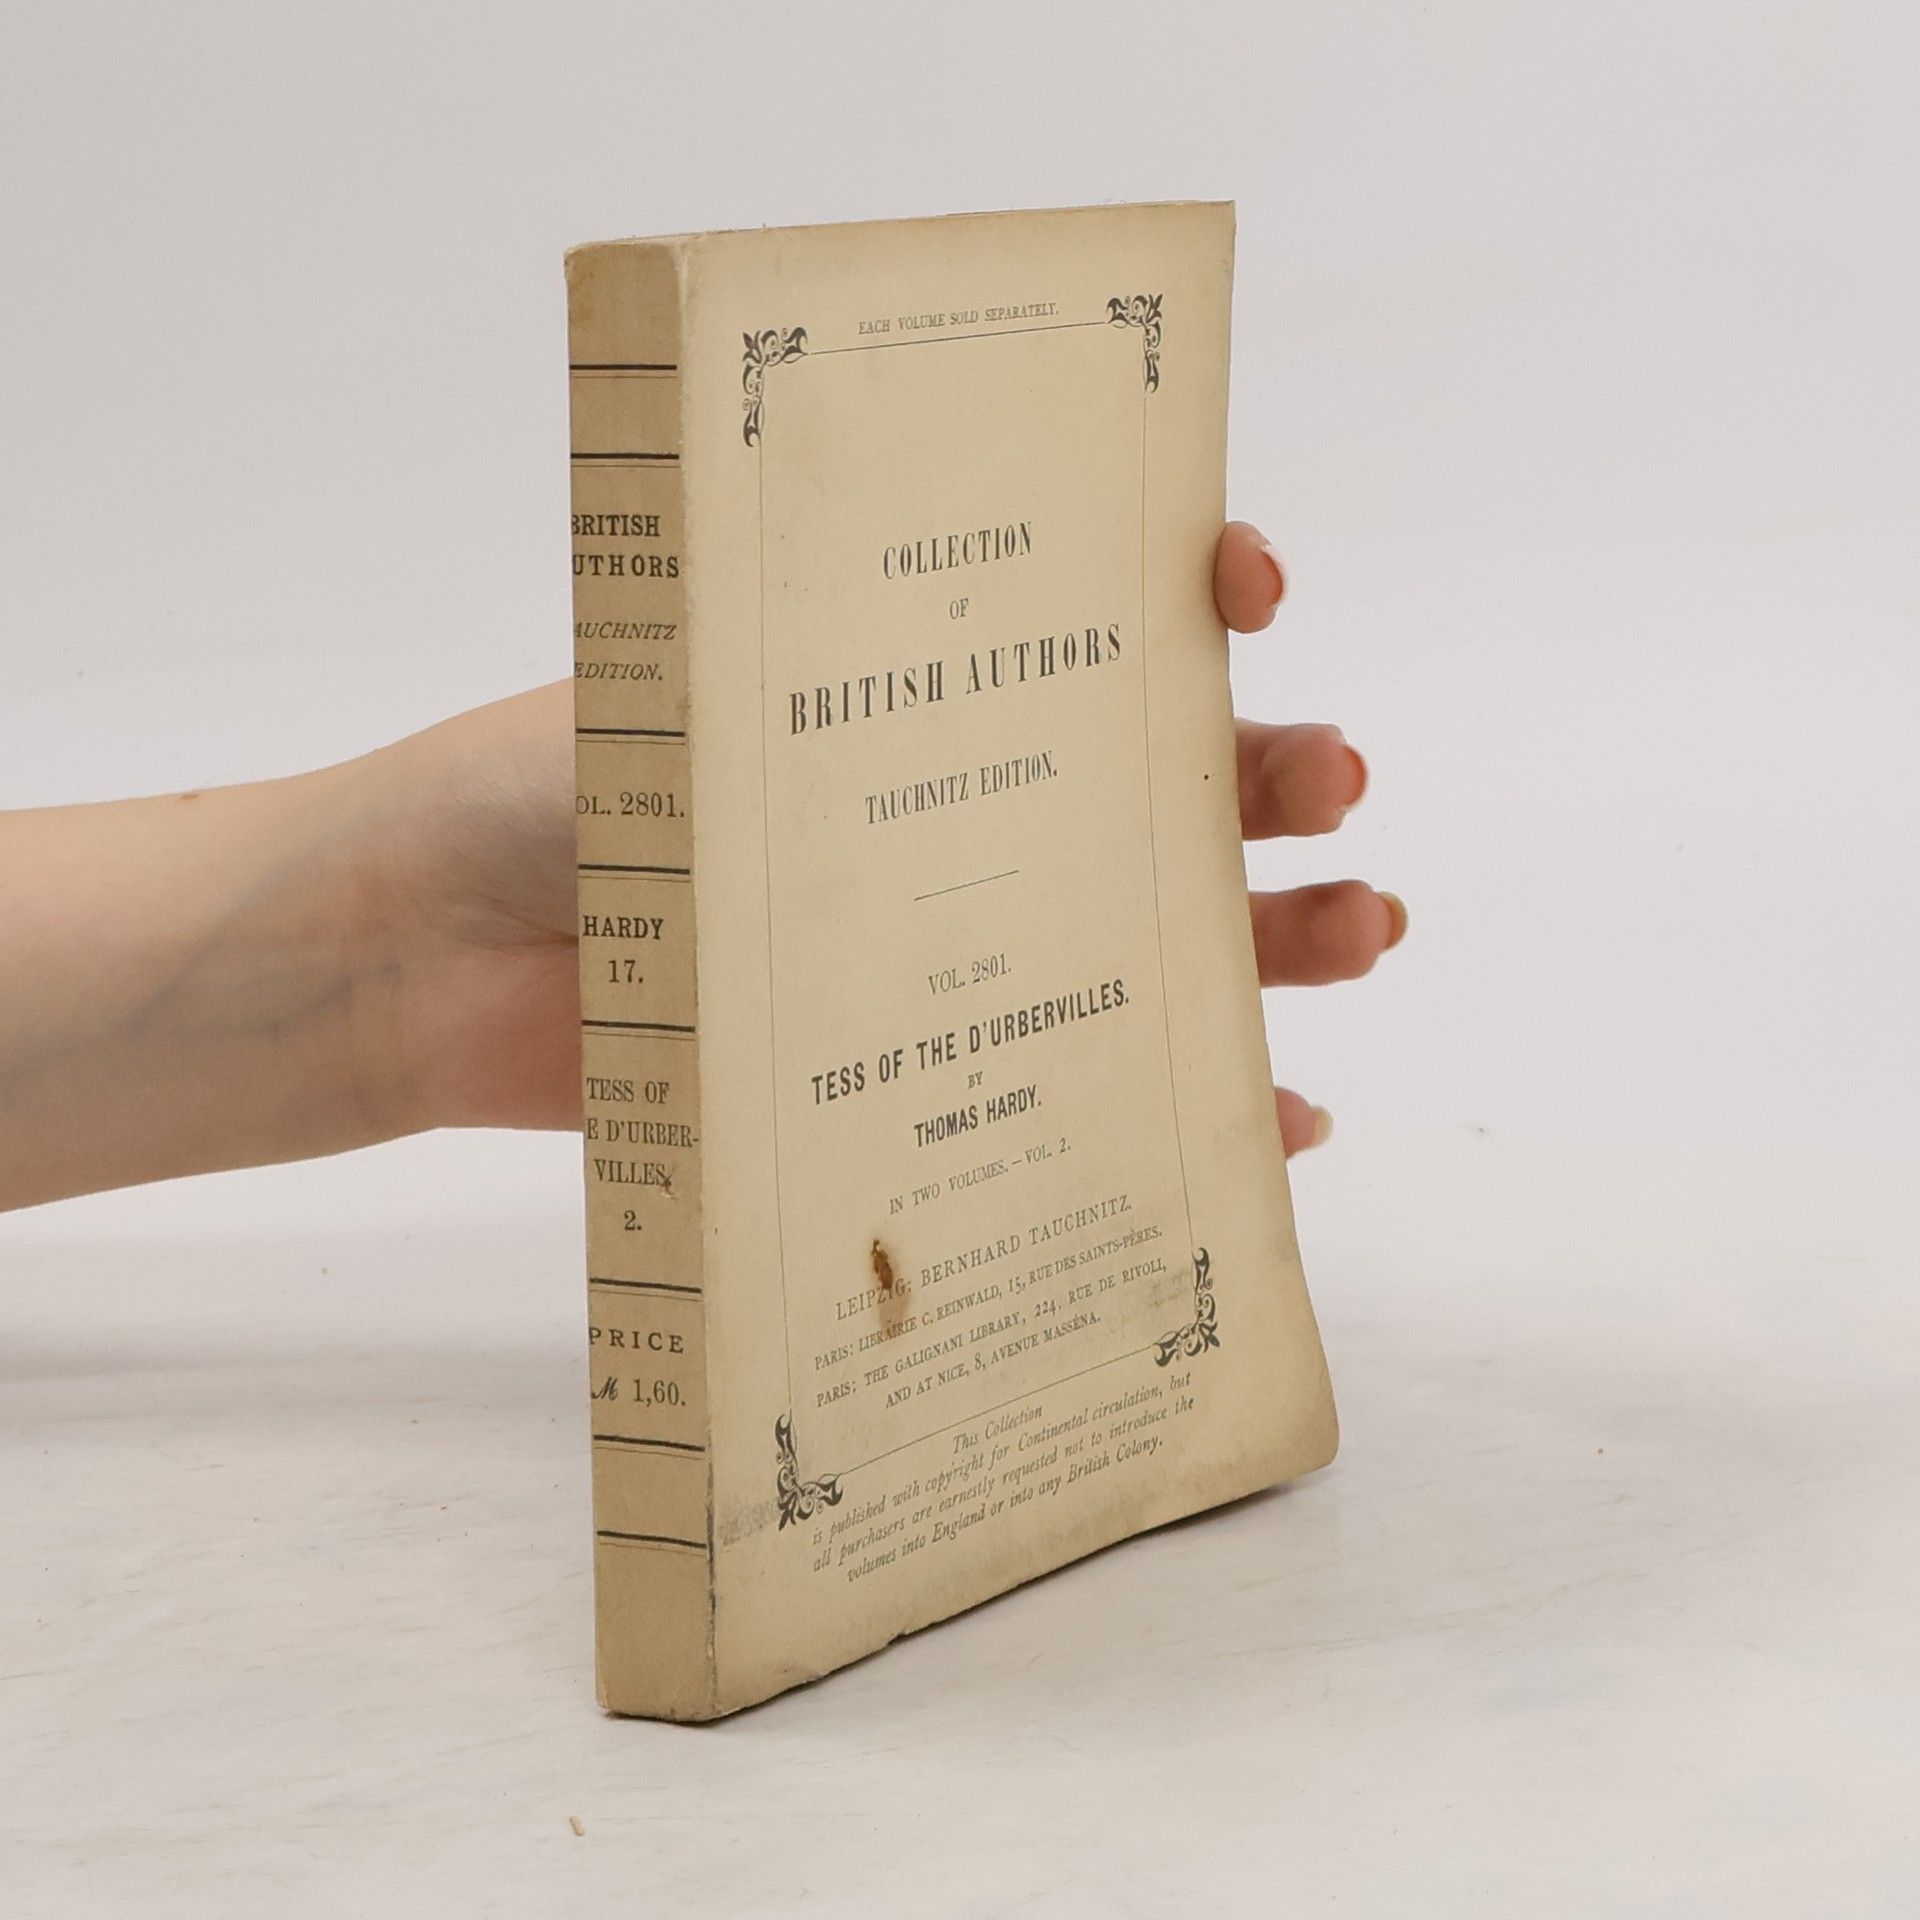 BRITISH
UTHORS
AUCHNITZ
EDITION.
OL. 2801.
HARDY
17.
TESS OF
E D'URBER-
VILLES.
2.
PRICE
ℳ 1,60.
EACH VOLUME SOLD SEPARATELY.
COLLECTION
OF
BRITISH AUTHORS
TAUCHNITZ EDITION.
VOL. 2801.
TESS OF THE D'URBERVILLES.
BY
THOMAS HARDY.
IN TWO VOLUMES. — VOL. 2.
LEIPZIG: BERNHARD TAUCHNITZ.
PARIS: LIBRAIRIE C. REINWALD, 15, RUE DES SAINTS-PÈRES.
PARIS: THE GALIGNANI LIBRARY, 224, RUE DE RIVOLI,
AND AT NICE, 8, AVENUE MASSÉNA.
This Collection
is published with copyright for Continental circulation, but
all purchasers are earnestly requested not to introduce the
volumes into England or into any British Colony.